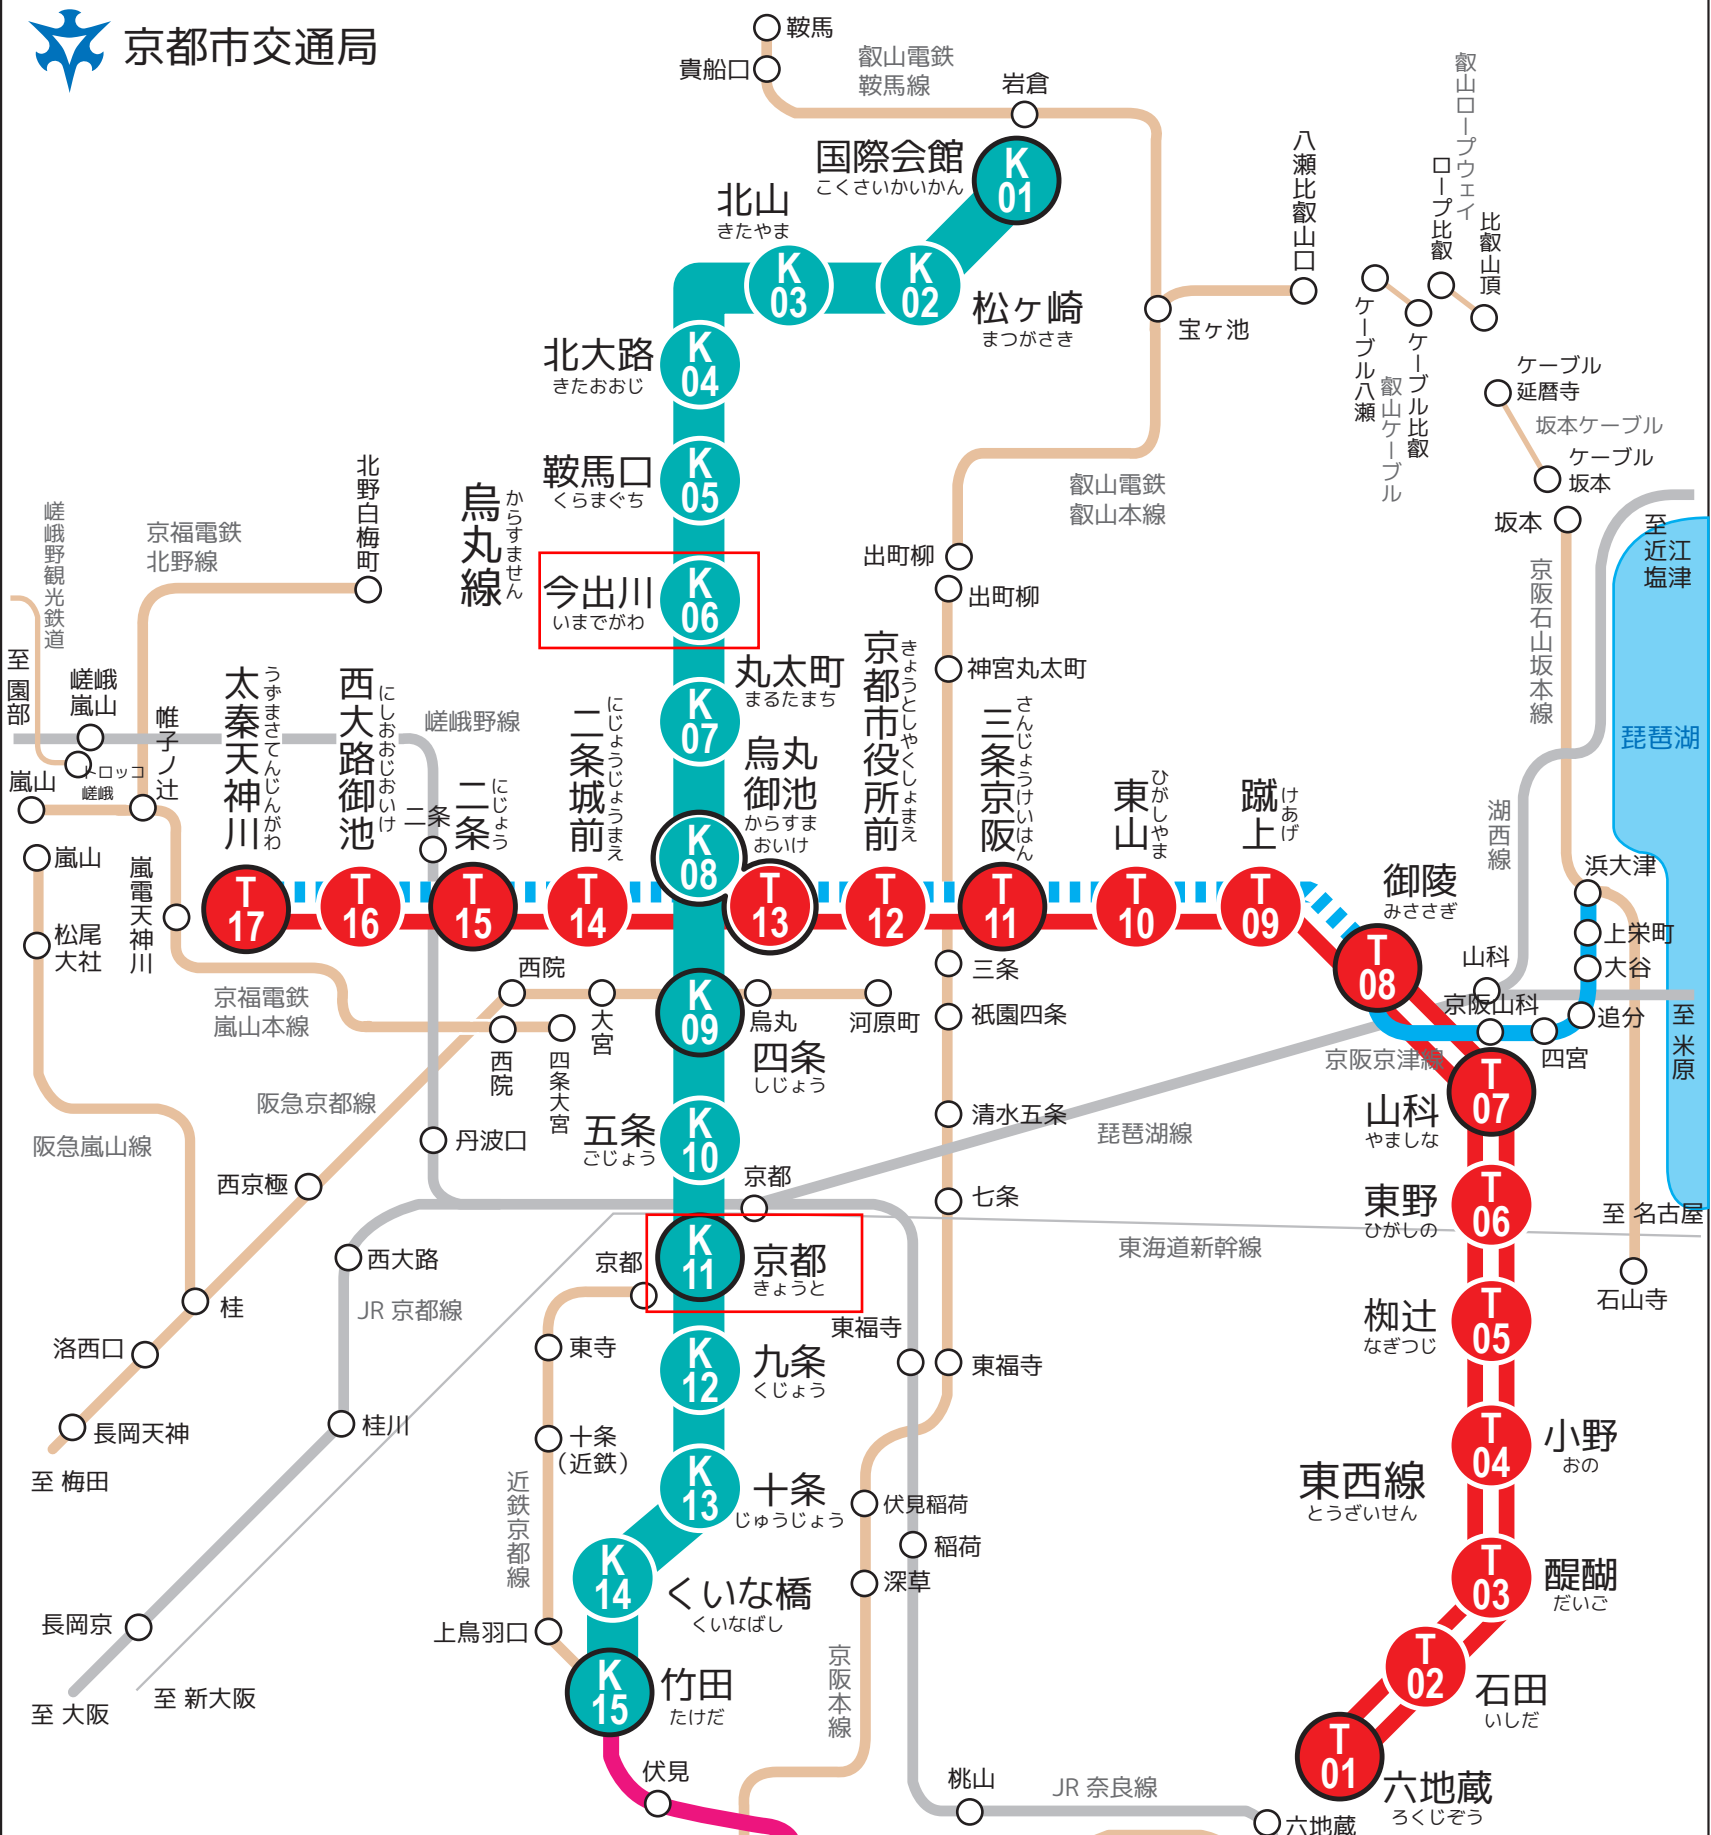 京都市交通局
鞍馬
貴船口
叡山電鉄
鞍馬線
岩倉
国際会館
こくさいかいかん
K
01
北山
きたやま
K
03
K
02
松ヶ崎
まつがさき
八瀬比叡山口
宝ヶ池
叡山ロープウェイ
ロープ比叡
比叡山頂
ケーブル八瀬
叡山ケーブル
ケーブル比叡
ケーブル
延暦寺
坂本ケーブル
ケーブル
坂本
坂本
至
近江
塩津
北大路
きたおおじ
K
04
鞍馬口
くらまぐち
K
05
烏丸線
からすません
今出川
いまでがわ
K
06
叡山電鉄
叡山本線
出町柳
出町柳
神宮丸太町
京阪石山坂本線
琵琶湖
湖西線
嵯峨野観光鉄道
京福電鉄
北野線
北野白梅町
至
園
部
嵯峨
嵐山
帷子ノ辻
トロッコ
嵯峨
嵐山
嵐山
嵯峨野線
太秦天神川
うずまさてんじんがわ
西大路御池
にしおおじおいけ
二条
二条
にじょう
二条城前
にじょうじょうまえ
丸太町
まるたまち
K
07
烏丸
御池
からすま
おいけ
K
08
京都市役所前
きょうとしやくしょまえ
三条京阪
さんじょうけいはん
東山
ひがしやま
蹴上
けあげ
御陵
みささぎ
T
17
T
16
T
15
T
14
T
13
T
12
T
11
T
10
T
09
T
08
浜大津
上栄町
大谷
追分
山科
京阪山科
四宮
京阪京津線
至
米
原
松尾
大社
嵐電天神川
京福電鉄
嵐山本線
西院
西院
大宮
四条大宮
K
09
烏丸
河原町
四条
しじょう
三条
祇園四条
清水五条
七条
琵琶湖線
T
07
山科
やましな
阪急嵐山線
阪急京都線
丹波口
西京極
五条
ごじょう
K
10
京都
K
11
京都
きょうと
京都
東海道新幹線
東野
ひがしの
T
06
至 名古屋
石山寺
西大路
JR 京都線
桂
洛西口
長岡天神
至 梅田
桂川
東寺
十条
（近鉄）
近鉄京都線
上鳥羽口
九条
くじょう
K
12
東福寺
東福寺
椥辻
なぎつじ
T
05
十条
じゅうじょう
K
13
伏見稲荷
稲荷
深草
小野
おの
T
04
東西線
とうざいせん
K
14
くいな橋
くいなばし
醍醐
だいご
T
03
長岡京
至 大阪
至 新大阪
K
15
竹田
たけだ
京阪本線
石田
いしだ
T
02
T
01
六地蔵
ろくじぞう
伏見
桃山
JR 奈良線
六地蔵